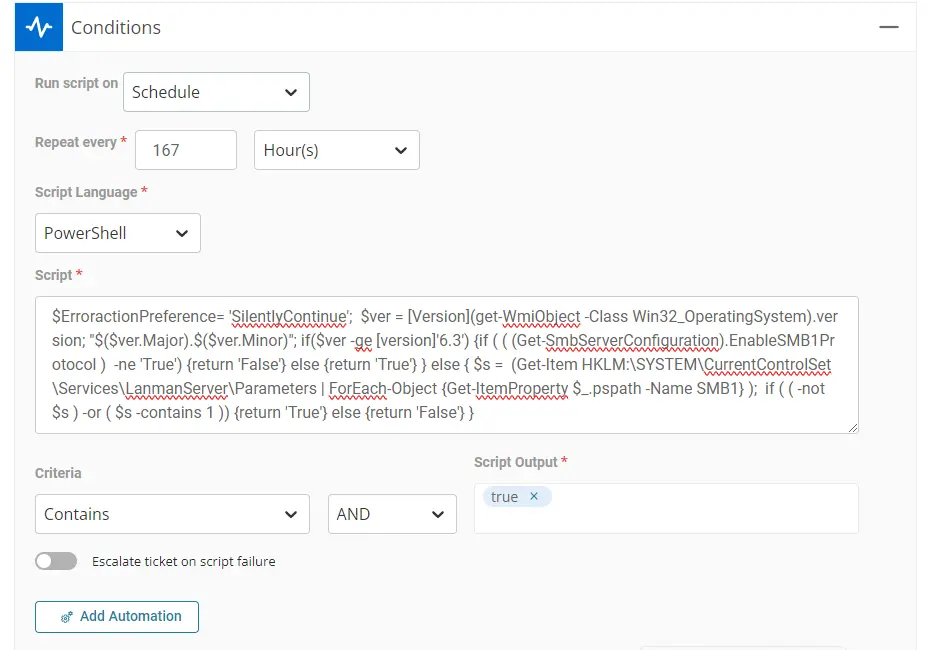 Conditions
Run script on Schedule
Repeat every * 167 Hour(s)
Script Language *
PowerShell
Script *
$ErroractionPreference= 'SilentlyContinue';  $ver = [Version](get-WmiObject -Class Win32_OperatingSystem).ver
sion; "$($ver.Major).$($ver.Minor)"; if($ver -ge [version]'6.3') {if ( ( (Get-SmbServerConfiguration).EnableSMB1Pr
otocol )  -ne 'True') {return 'False'} else {return 'True'} } else { $s =  (Get-Item HKLM:\SYSTEM\CurrentControlSet
\Services\LanmanServer\Parameters | ForEach-Object {Get-ItemProperty $_.pspath -Name SMB1} );  if ( ( -not
$s ) -or ( $s -contains 1 )) {return 'True'} else {return 'False'} }
Criteria
Script Output *
Contains AND true ×
Escalate ticket on script failure
Add Automation